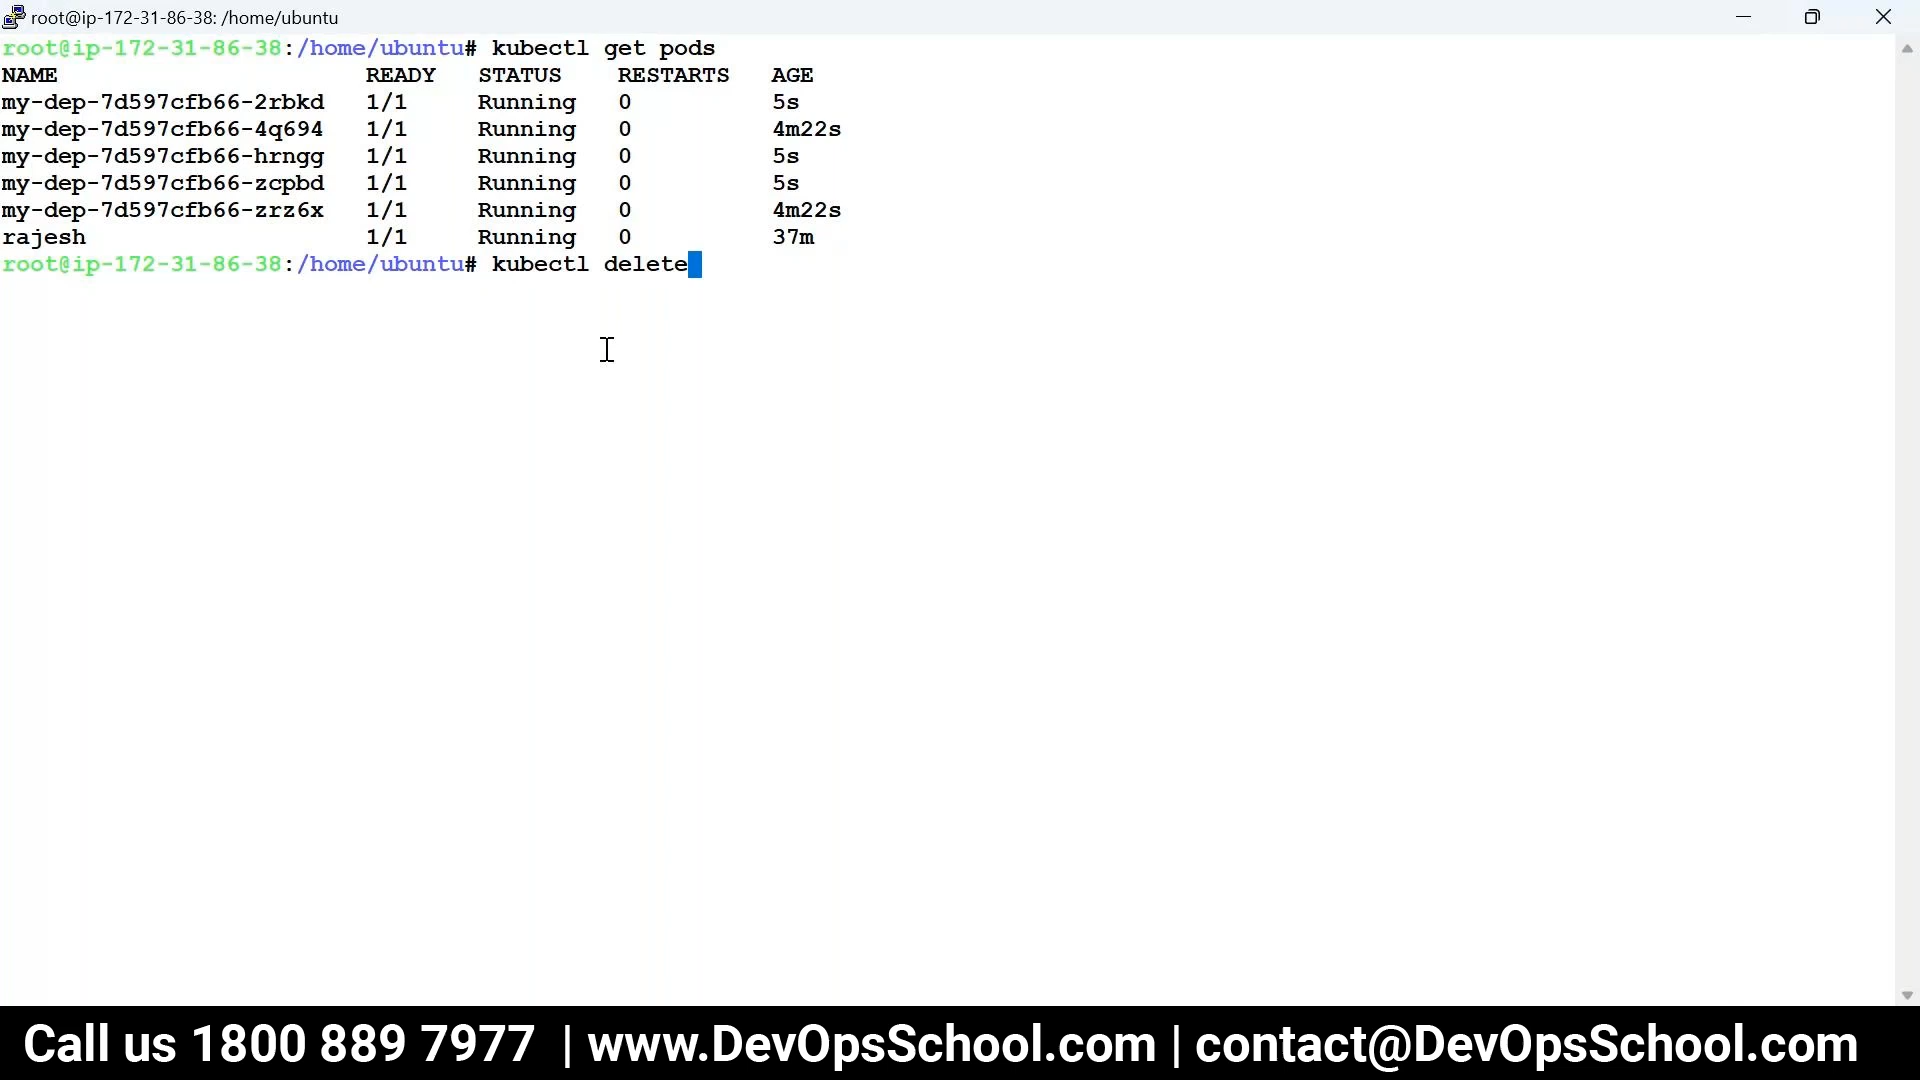 root@ip-172-31-86-38: /home/ubuntu
root@ip-172-31-86-38:/home/ubuntu# kubectl get pods
NAME READY STATUS RESTARTS AGE
my-dep-7d597cfb66-2rbkd 1/1 Running 0 5s
my-dep-7d597cfb66-4q694 1/1 Running 0 4m22s
my-dep-7d597cfb66-hrngg 1/1 Running 0 5s
my-dep-7d597cfb66-zcpbd 1/1 Running 0 5s
my-dep-7d597cfb66-zrz6x 1/1 Running 0 4m22s
rajesh 1/1 Running 0 37m
root@ip-172-31-86-38:/home/ubuntu# kubectl delete
Call us 1800 889 7977 | www.DevOpsSchool.com | contact@DevOpsSchool.com